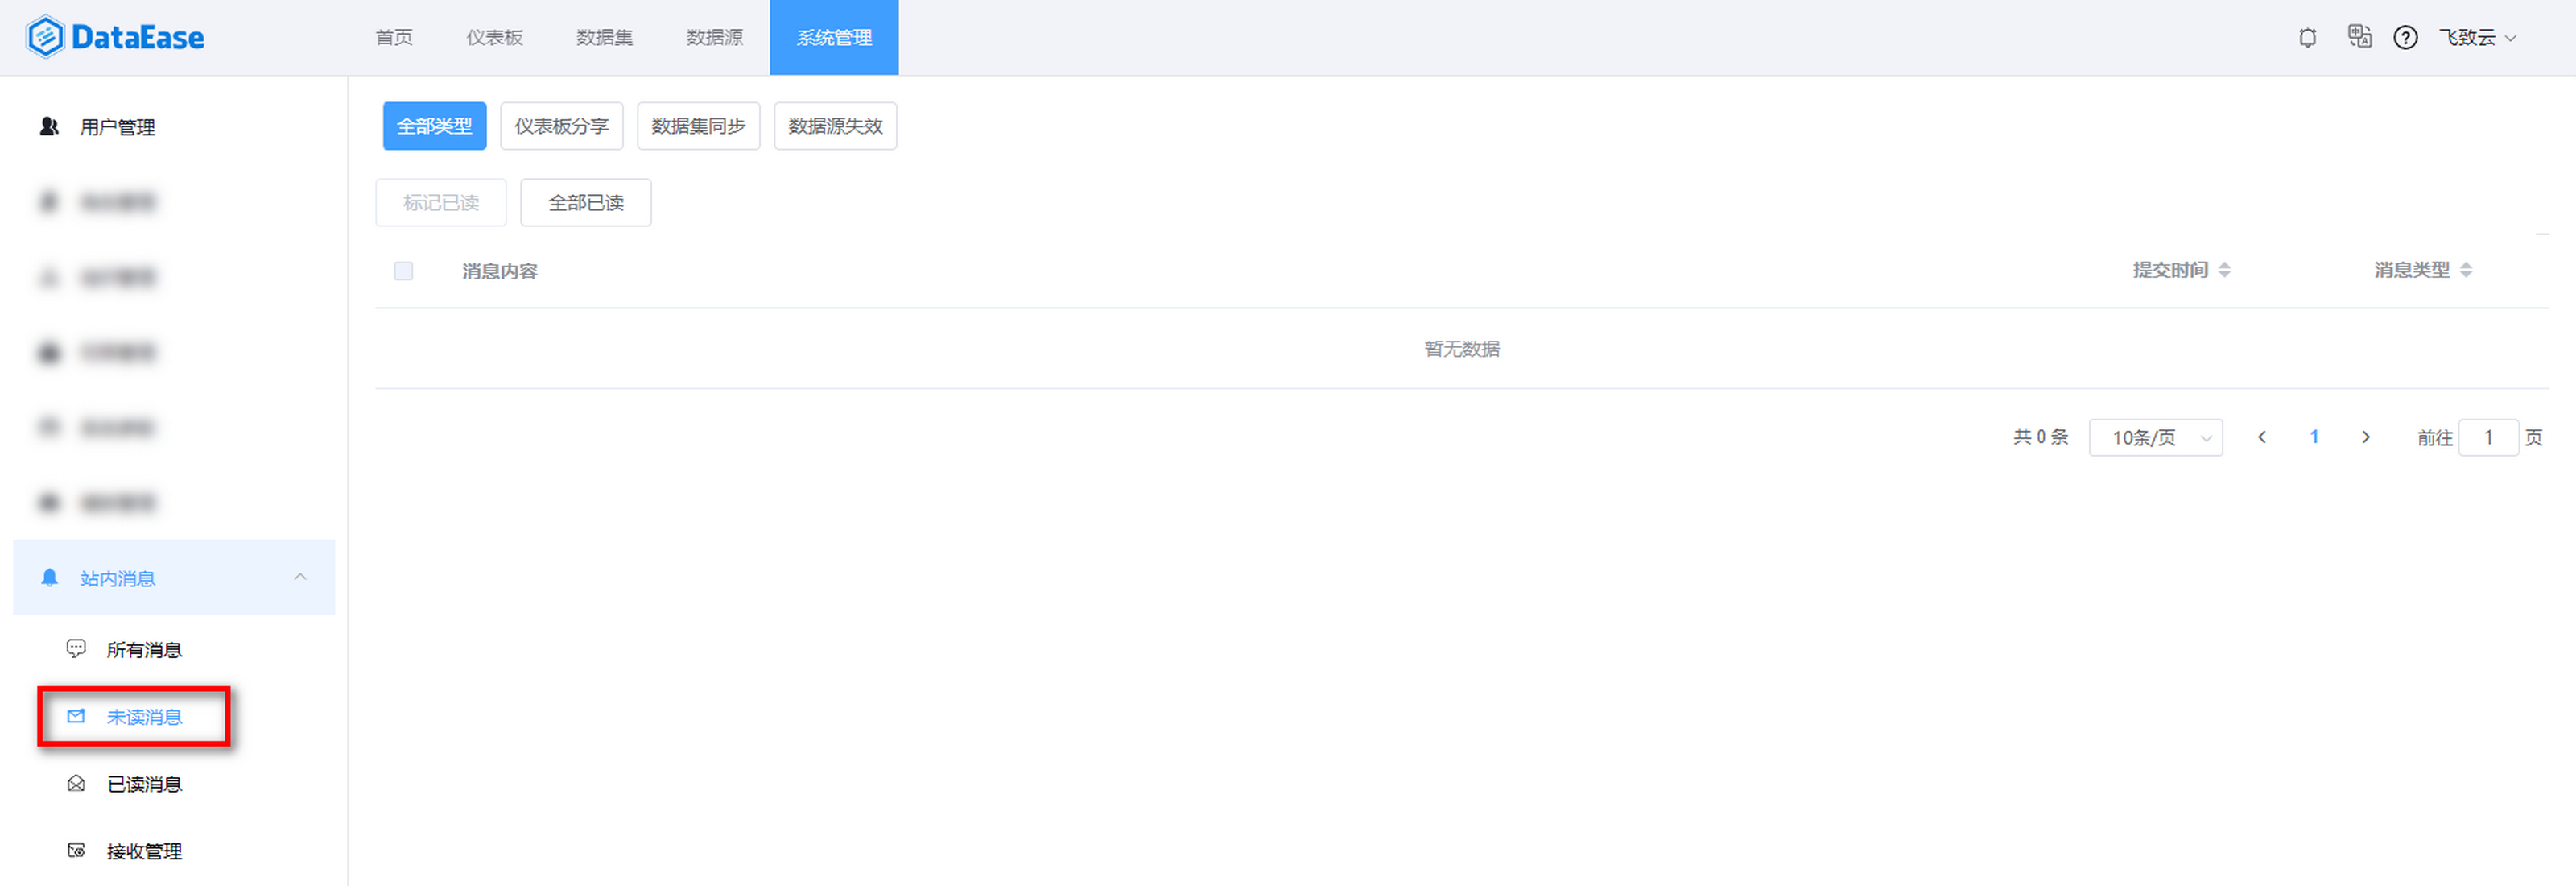 DataEase 首页 仪表板 数据集 数据源 系统管理 飞致云
用户管理
站内消息
所有消息
未读消息
已读消息
接收管理
全部类型 仪表板分享 数据集同步 数据源失效
标记已读 全部已读
消息内容 提交时间 消息类型
暂无数据
共 0 条 10条/页 1 前往 1 页